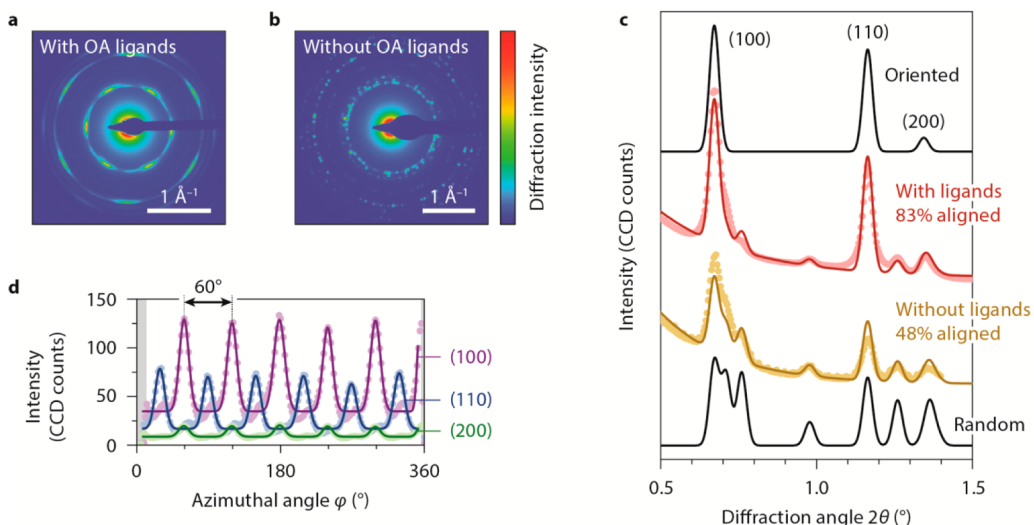 a
With OA ligands
1 Å⁻¹
b
Without OA ligands
1 Å⁻¹
Diffraction intensity
c
(100)
(110)
Oriented
(200)
With ligands
83% aligned
Without ligands
48% aligned
Random
Intensity (CCD counts)
0.5
1.0
1.5
Diffraction angle 2θ (°)
d
60°
150
100
50
0
Intensity
(CCD counts)
(100)
(110)
(200)
0
180
360
Azimuthal angle φ (°)